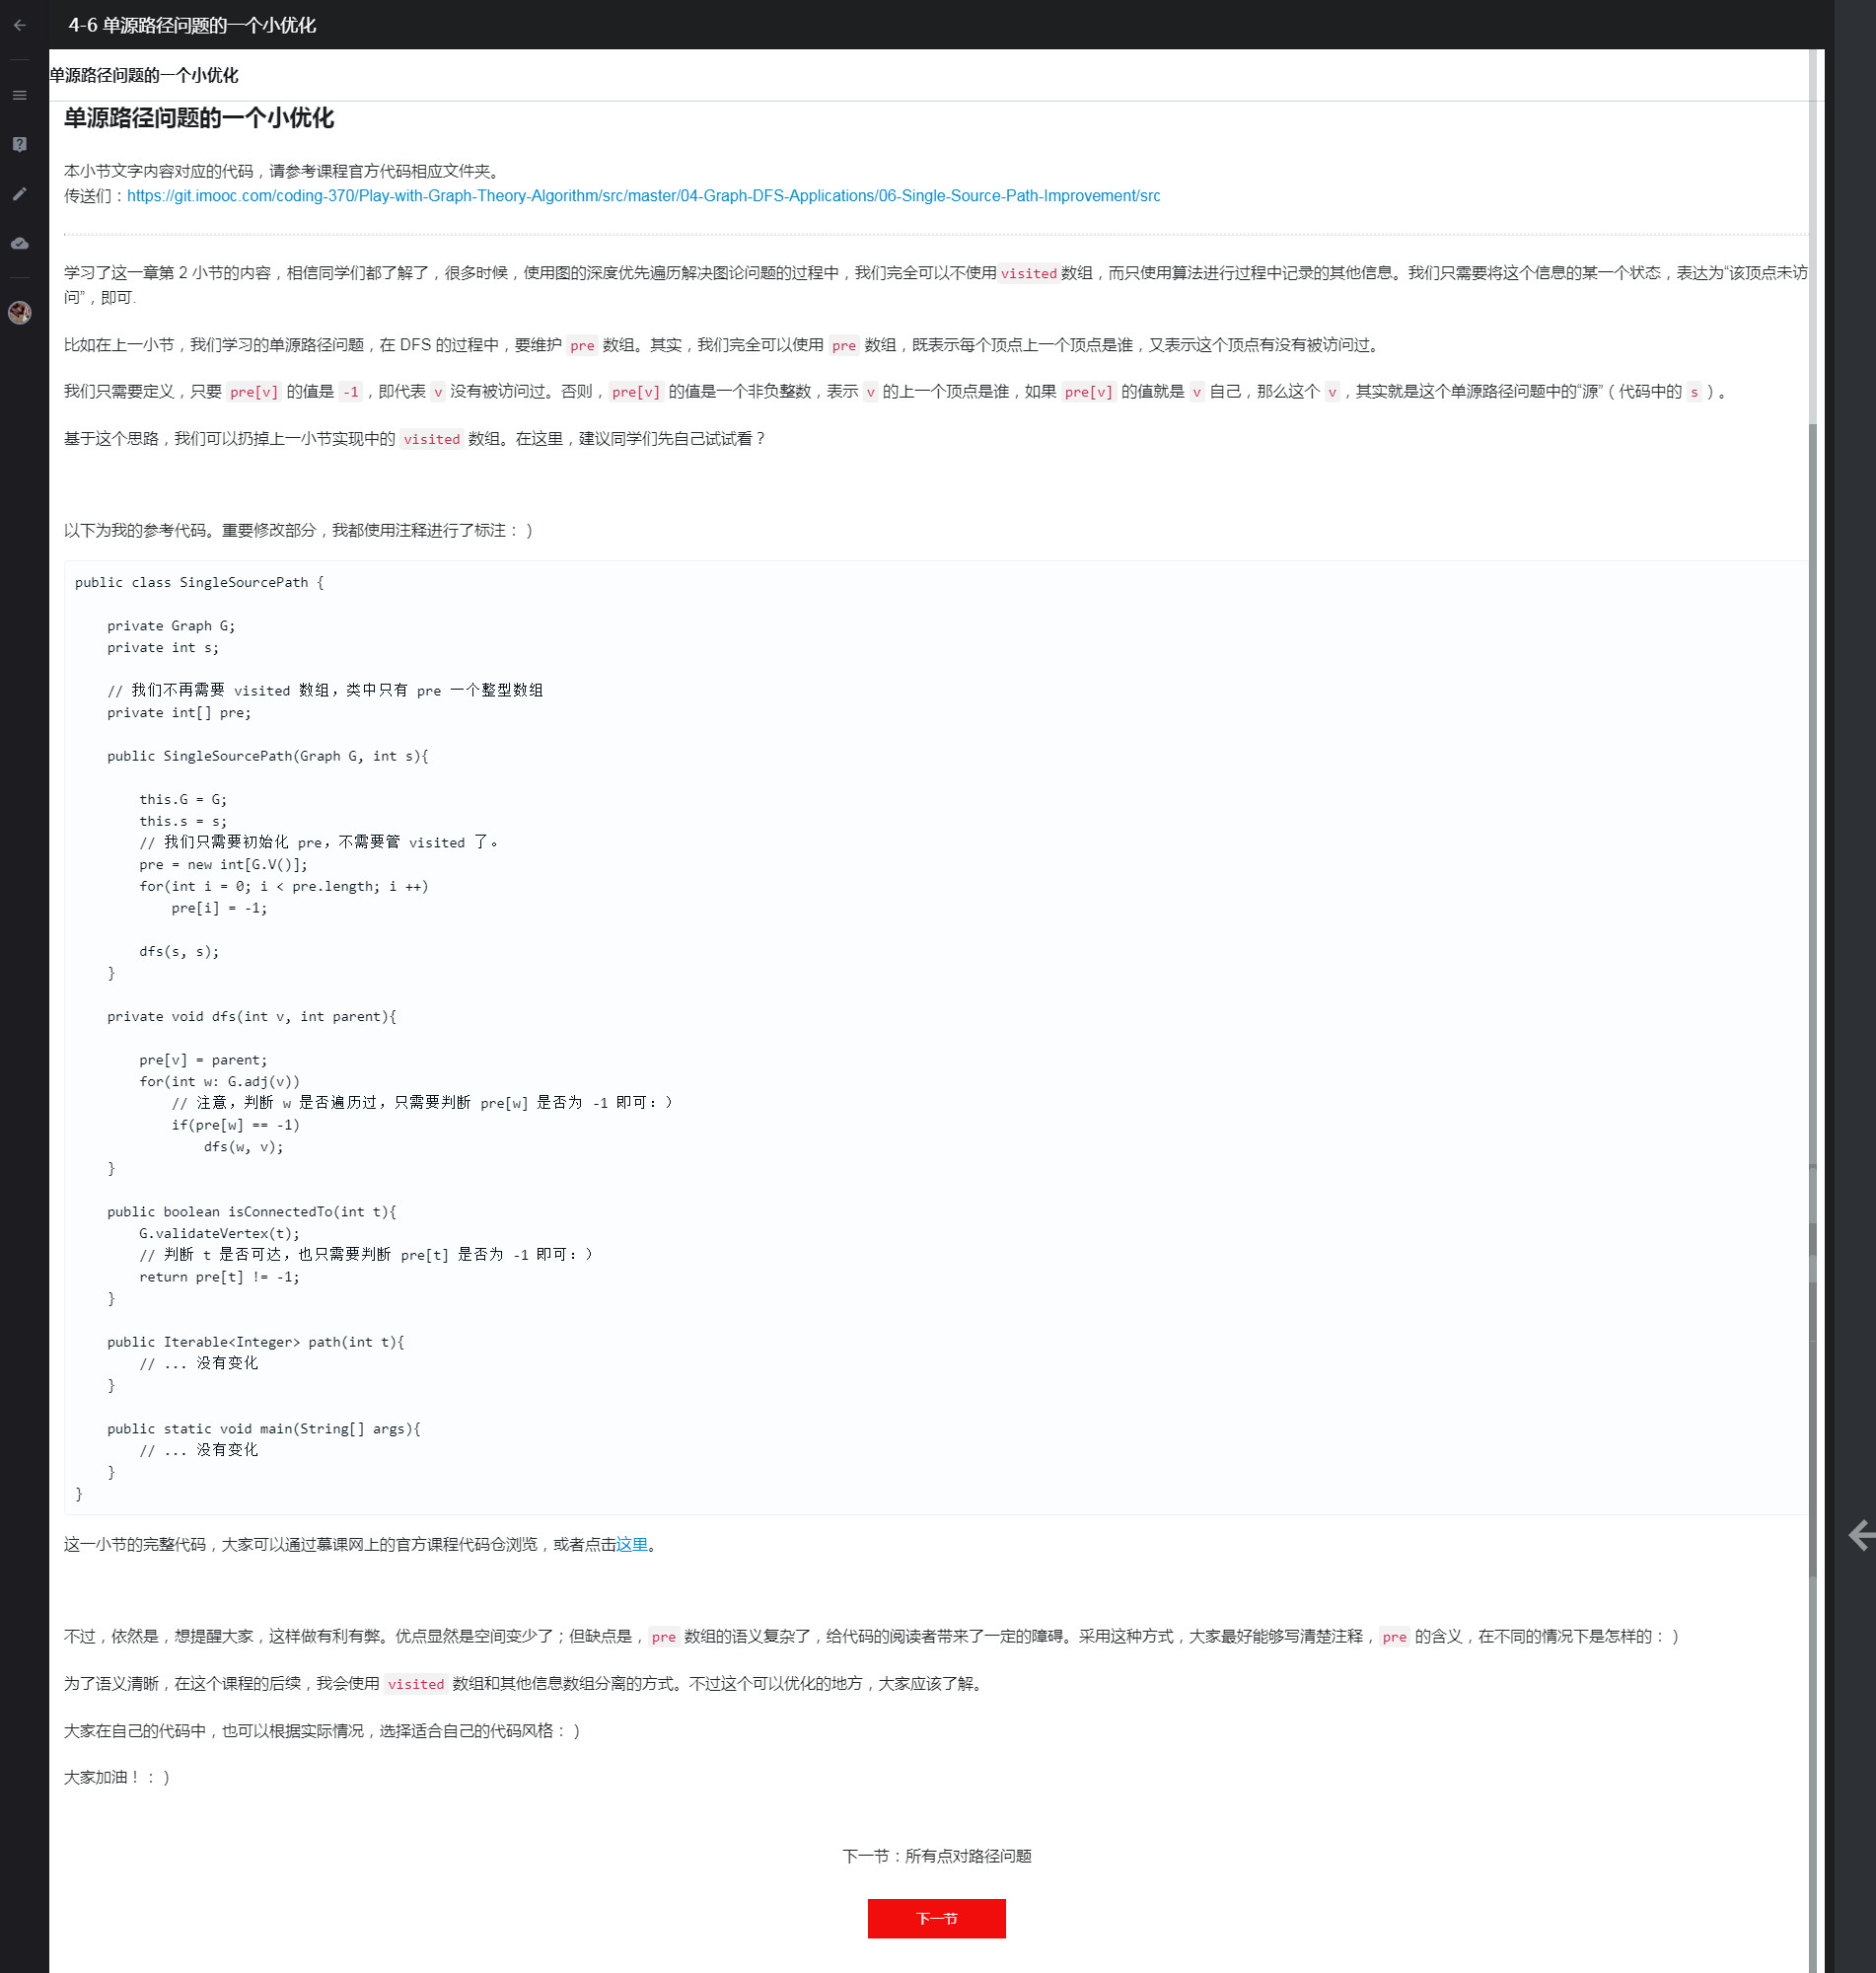 4-6 单源路径问题的一个小优化
单源路径问题的一个小优化
单源路径问题的一个小优化
本小节文字内容对应的代码，请参考课程官方代码相应文件夹。
传送们：https://git.imooc.com/coding-370/Play-with-Graph-Theory-Algorithm/src/master/04-Graph-DFS-Applications/06-Single-Source-Path-Improvement/src
学习了这一章第 2 小节的内容，相信同学们都了解了，很多时候，使用图的深度优先遍历解决图论问题的过程中，我们完全可以不使用 visited 数组，而只使用算法进行过程中记录的其他信息。我们只需要将这个信息的某一个状态，表达为“该顶点未访
问”，即可.
比如在上一小节，我们学习的单源路径问题，在 DFS 的过程中，要维护 pre 数组。其实，我们完全可以使用 pre 数组，既表示每个顶点上一个顶点是谁，又表示这个顶点有没有被访问过。
我们只需要定义，只要 pre[v] 的值是 -1 ，即代表 v 没有被访问过。否则， pre[v] 的值是一个非负整数，表示 v 的上一个顶点是谁，如果 pre[v] 的值就是 v 自己，那么这个 v ，其实就是这个单源路径问题中的“源”（代码中的 s ）。
基于这个思路，我们可以扔掉上一小节实现中的 visited 数组。在这里，建议同学们先自己试试看？
以下为我的参考代码。重要修改部分，我都使用注释进行了标注：）
public class SingleSourcePath {
    private Graph G;
    private int s;
    // 我们不再需要 visited 数组，类中只有 pre 一个整型数组
    private int[] pre;
    public SingleSourcePath(Graph G, int s){
        this.G = G;
        this.s = s;
        // 我们只需要初始化 pre，不需要管 visited 了。
        pre = new int[G.V()];
        for(int i = 0; i < pre.length; i ++)
            pre[i] = -1;
        dfs(s, s);
    }
    private void dfs(int v, int parent){
        pre[v] = parent;
        for(int w: G.adj(v))
            // 注意，判断 w 是否遍历过，只需要判断 pre[w] 是否为 -1 即可：）
            if(pre[w] == -1)
                dfs(w, v);
    }
    public boolean isConnectedTo(int t){
        G.validateVertex(t);
        // 判断 t 是否可达，也只需要判断 pre[t] 是否为 -1 即可：）
        return pre[t] != -1;
    }
    public Iterable<Integer> path(int t){
        // ... 没有变化
    }
    public static void main(String[] args){
        // ... 没有变化
    }
}
这一小节的完整代码，大家可以通过慕课网上的官方课程代码仓浏览，或者点击这里。
不过，依然是，想提醒大家，这样做有利有弊。优点显然是空间变少了；但缺点是， pre 数组的语义复杂了，给代码的阅读者带来了一定的障碍。采用这种方式，大家最好能够写清楚注释， pre 的含义，在不同的情况下是怎样的：）
为了语义清晰，在这个课程的后续，我会使用 visited 数组和其他信息数组分离的方式。不过这个可以优化的地方，大家应该了解。
大家在自己的代码中，也可以根据实际情况，选择适合自己的代码风格：）
大家加油！：）
下一节：所有点对路径问题
下一节